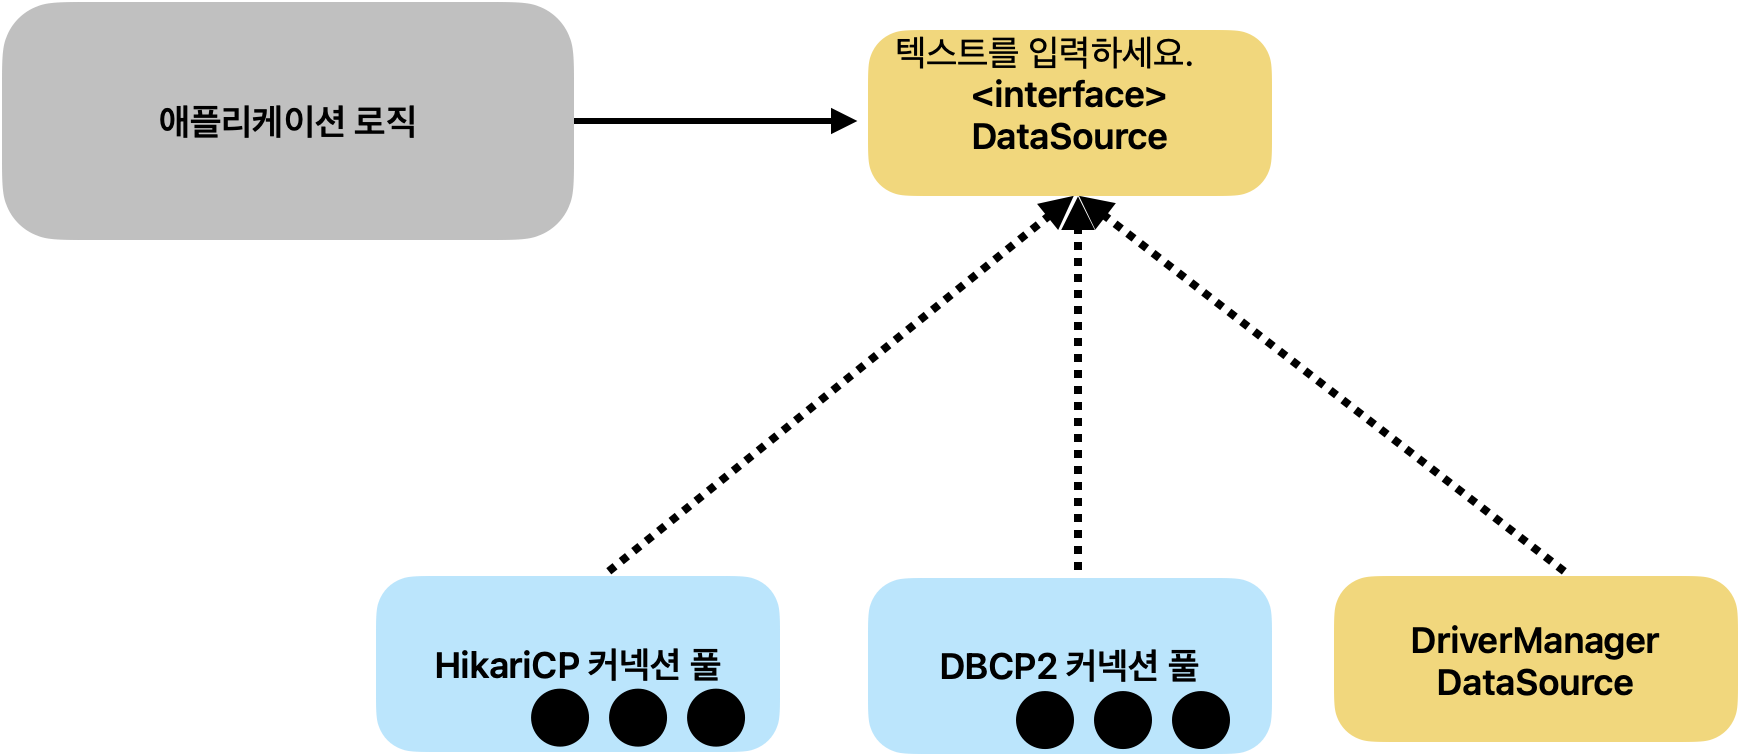 애플리케이션 로직
텍스트를 입력하세요.
<interface>
DataSource
HikariCP 커넥션 풀
DBCP2 커넥션 풀
DriverManager
DataSource